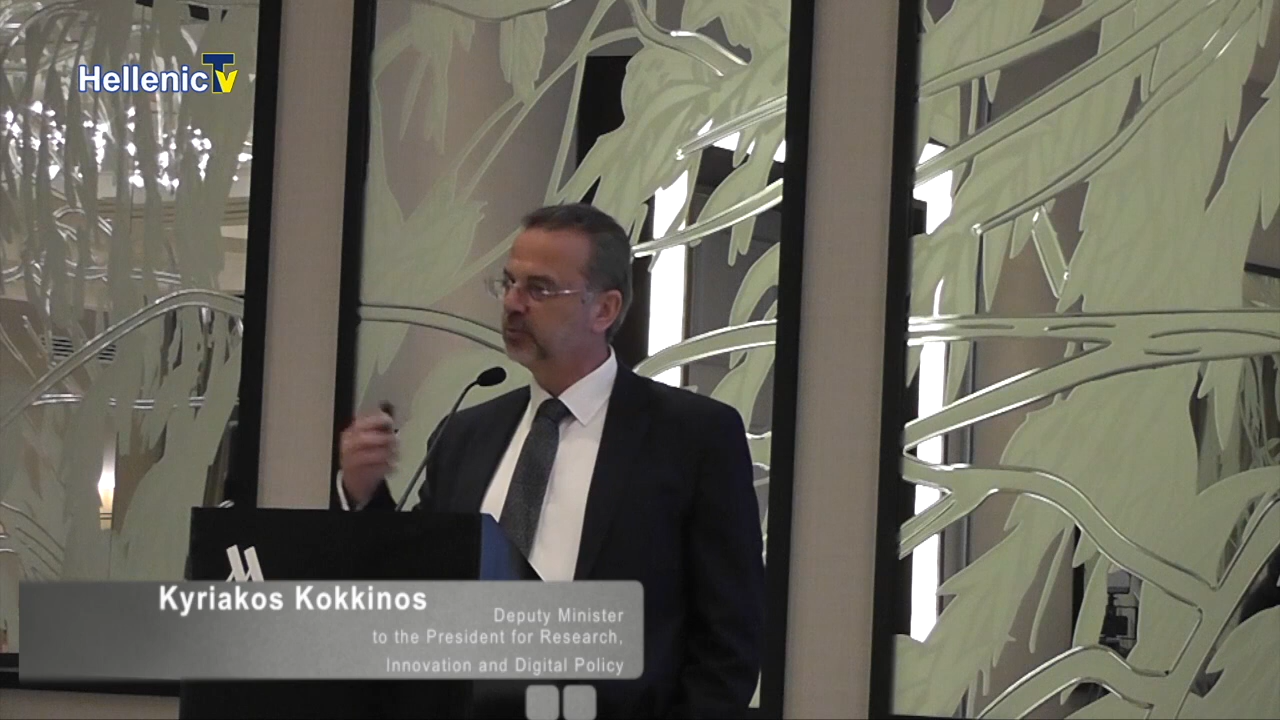 HellenicTv
Kyriakos Kokkinos
Deputy Minister
to the President for Research,
Innovation and Digital Policy